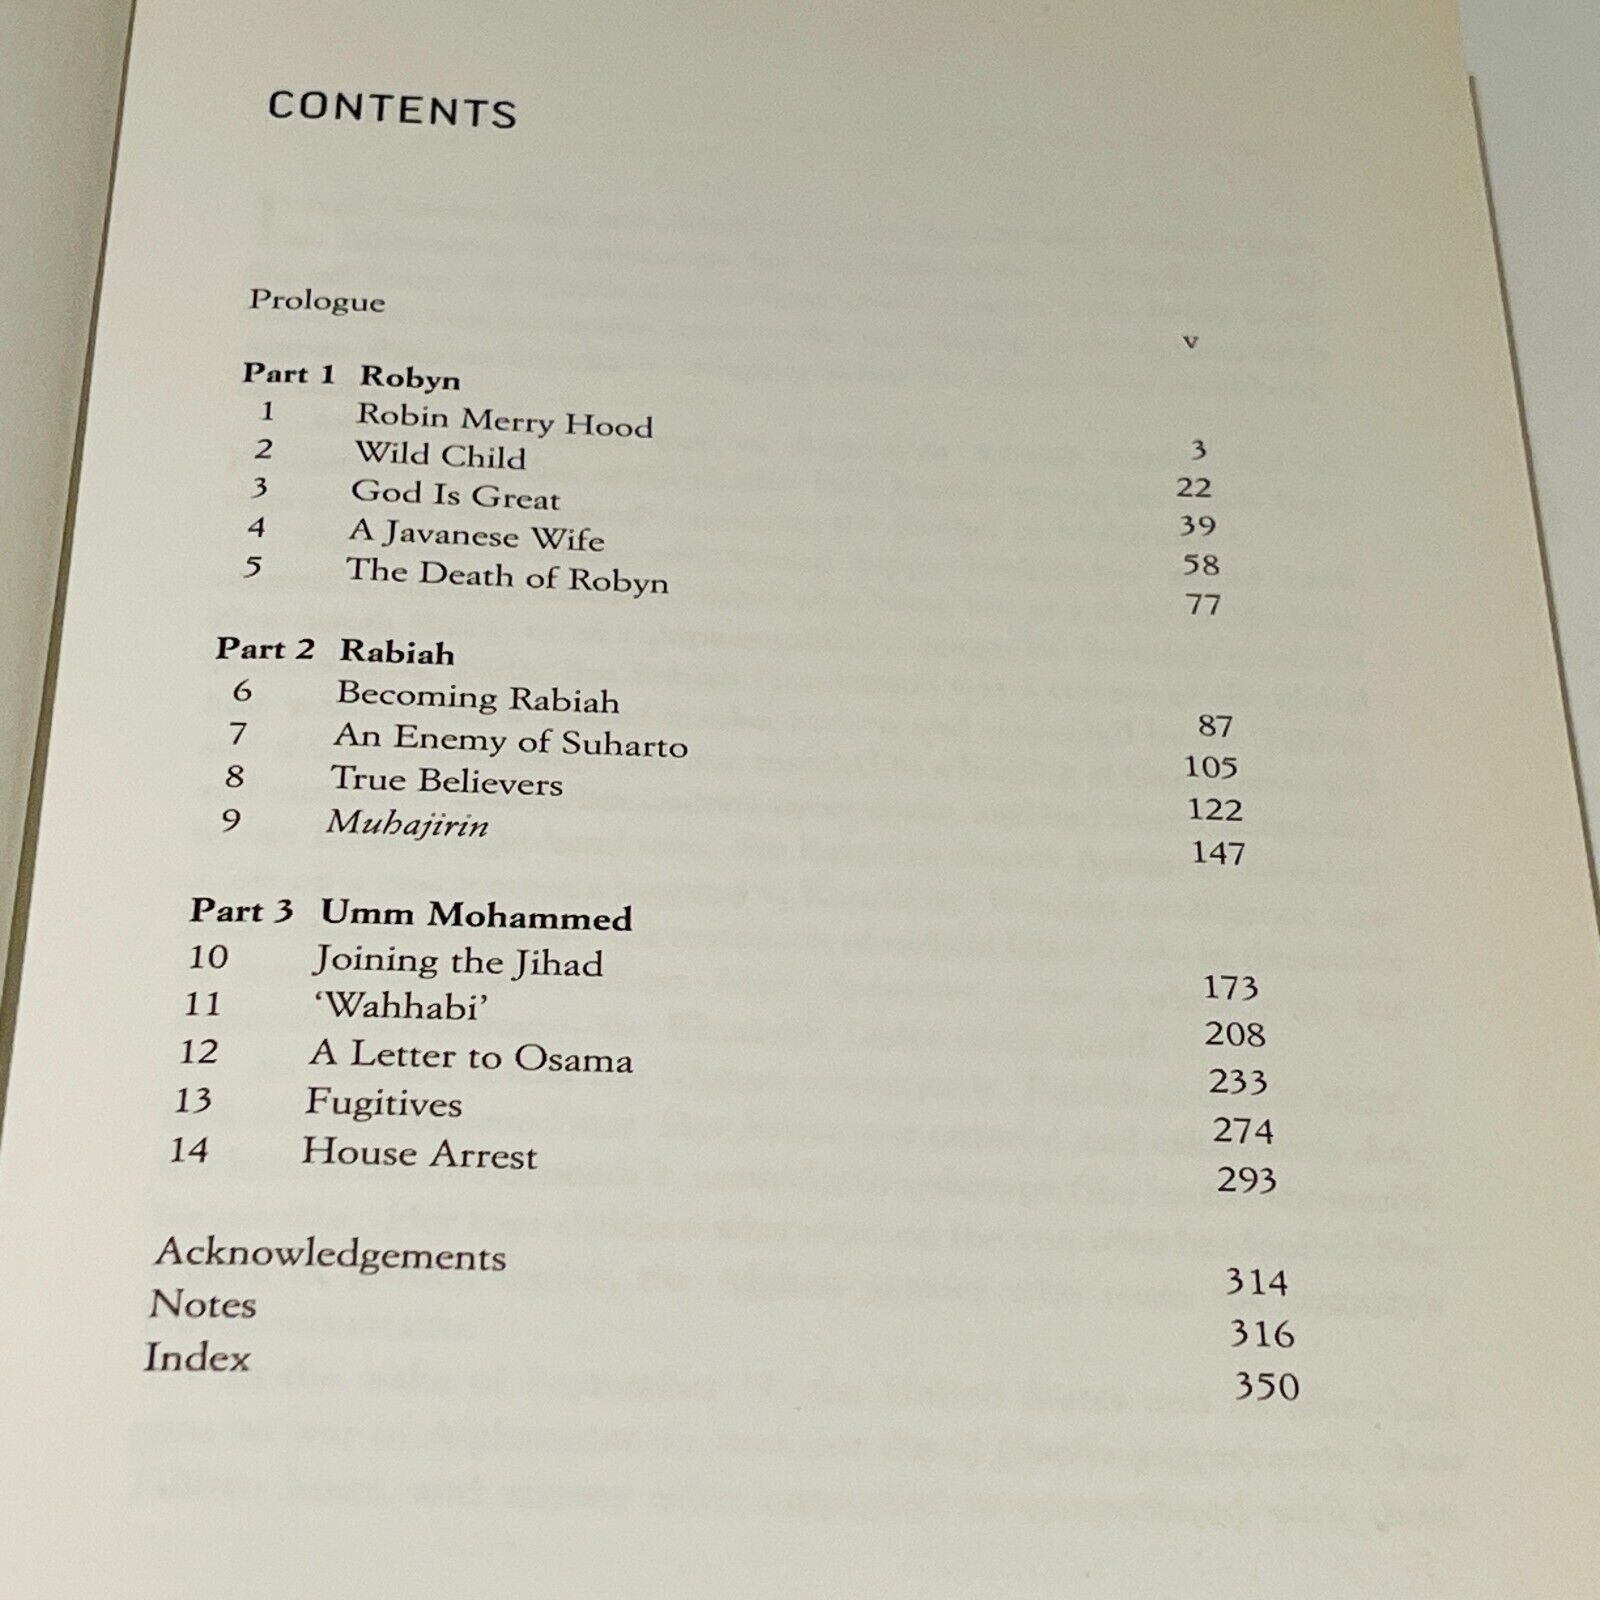 CONTENTS
Prologue v
Part 1 Robyn
1 Robin Merry Hood 3
2 Wild Child 22
3 God Is Great 39
4 A Javanese Wife 58
5 The Death of Robyn 77
Part 2 Rabiah
6 Becoming Rabiah 87
7 An Enemy of Suharto 105
8 True Believers 122
9 Muhajirin 147
Part 3 Umm Mohammed
10 Joining the Jihad 173
11 ‘Wahhabi’ 208
12 A Letter to Osama 233
13 Fugitives 274
14 House Arrest 293
Acknowledgements 314
Notes 316
Index 350